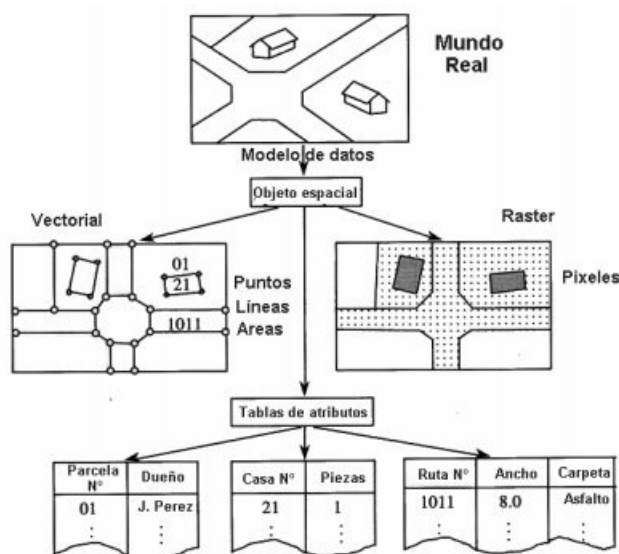 Mundo
Real
Modelo de datos
Objeto espacial
Vectorial
Raster
01
21
1011
Puntos
Líneas
Areas
Pixeles
Tablas de atributos
Parcela Dueño
N°
01 J. Perez
Casa N° Piezas
21 1
Ruta N° Ancho Carpeta
1011 8.0 Asfalto